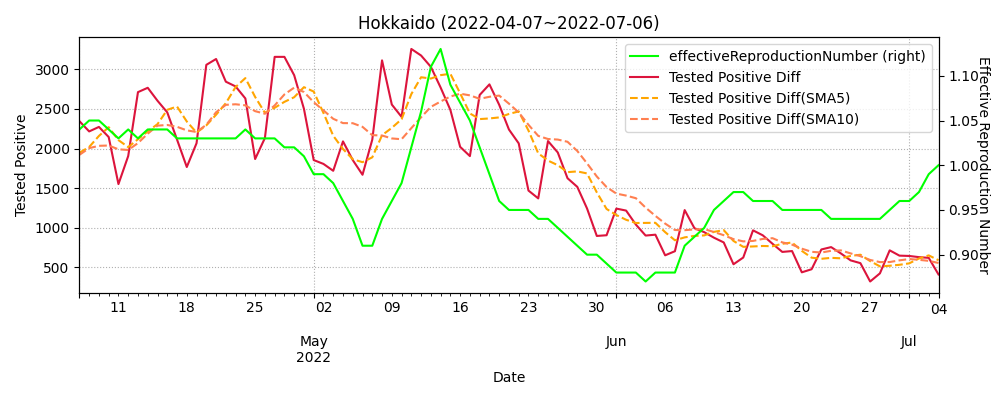 Hokkaido (2022-04-07~2022-07-06)
effectiveReproductionNumber (right)
Tested Positive Diff
Tested Positive Diff(SMA5)
Tested Positive Diff(SMA10)
Tested Positive
3000
2500
2000
1500
1000
500
1.10
1.05
1.00
0.95
0.90
Effective Reproduction Number
11 18 25 02 09 16 23 30 06 13 20 27 04
May Jun Jul
2022
Date